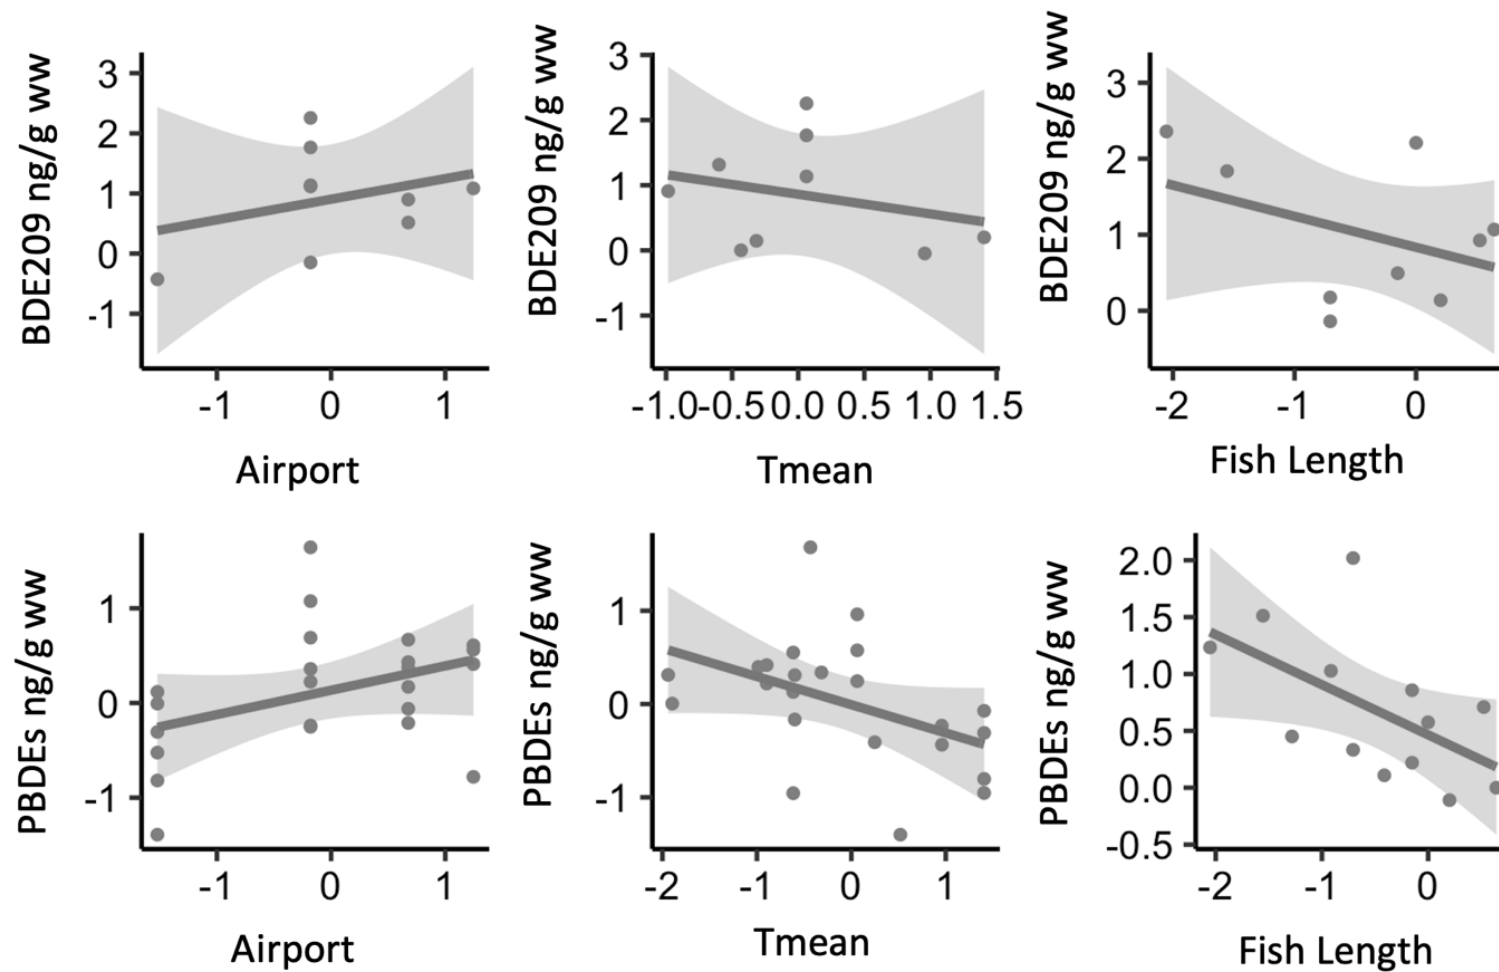 BDE209 ng/g ww
3
2
1
0
-1
-1 0 1
Airport
BDE209 ng/g ww
3
2
1
0
-1
-1.0 -0.5 0.0 0.5 1.0 1.5
Tmean
BDE209 ng/g ww
3
2
1
0
-2 -1 0
Fish Length
PBDEs ng/g ww
1
0
-1
-1 0 1
Airport
PBDEs ng/g ww
1
0
-1
-2 -1 0 1
Tmean
PBDEs ng/g ww
2.0
1.5
1.0
0.5
0.0
-0.5
-2 -1 0
Fish Length